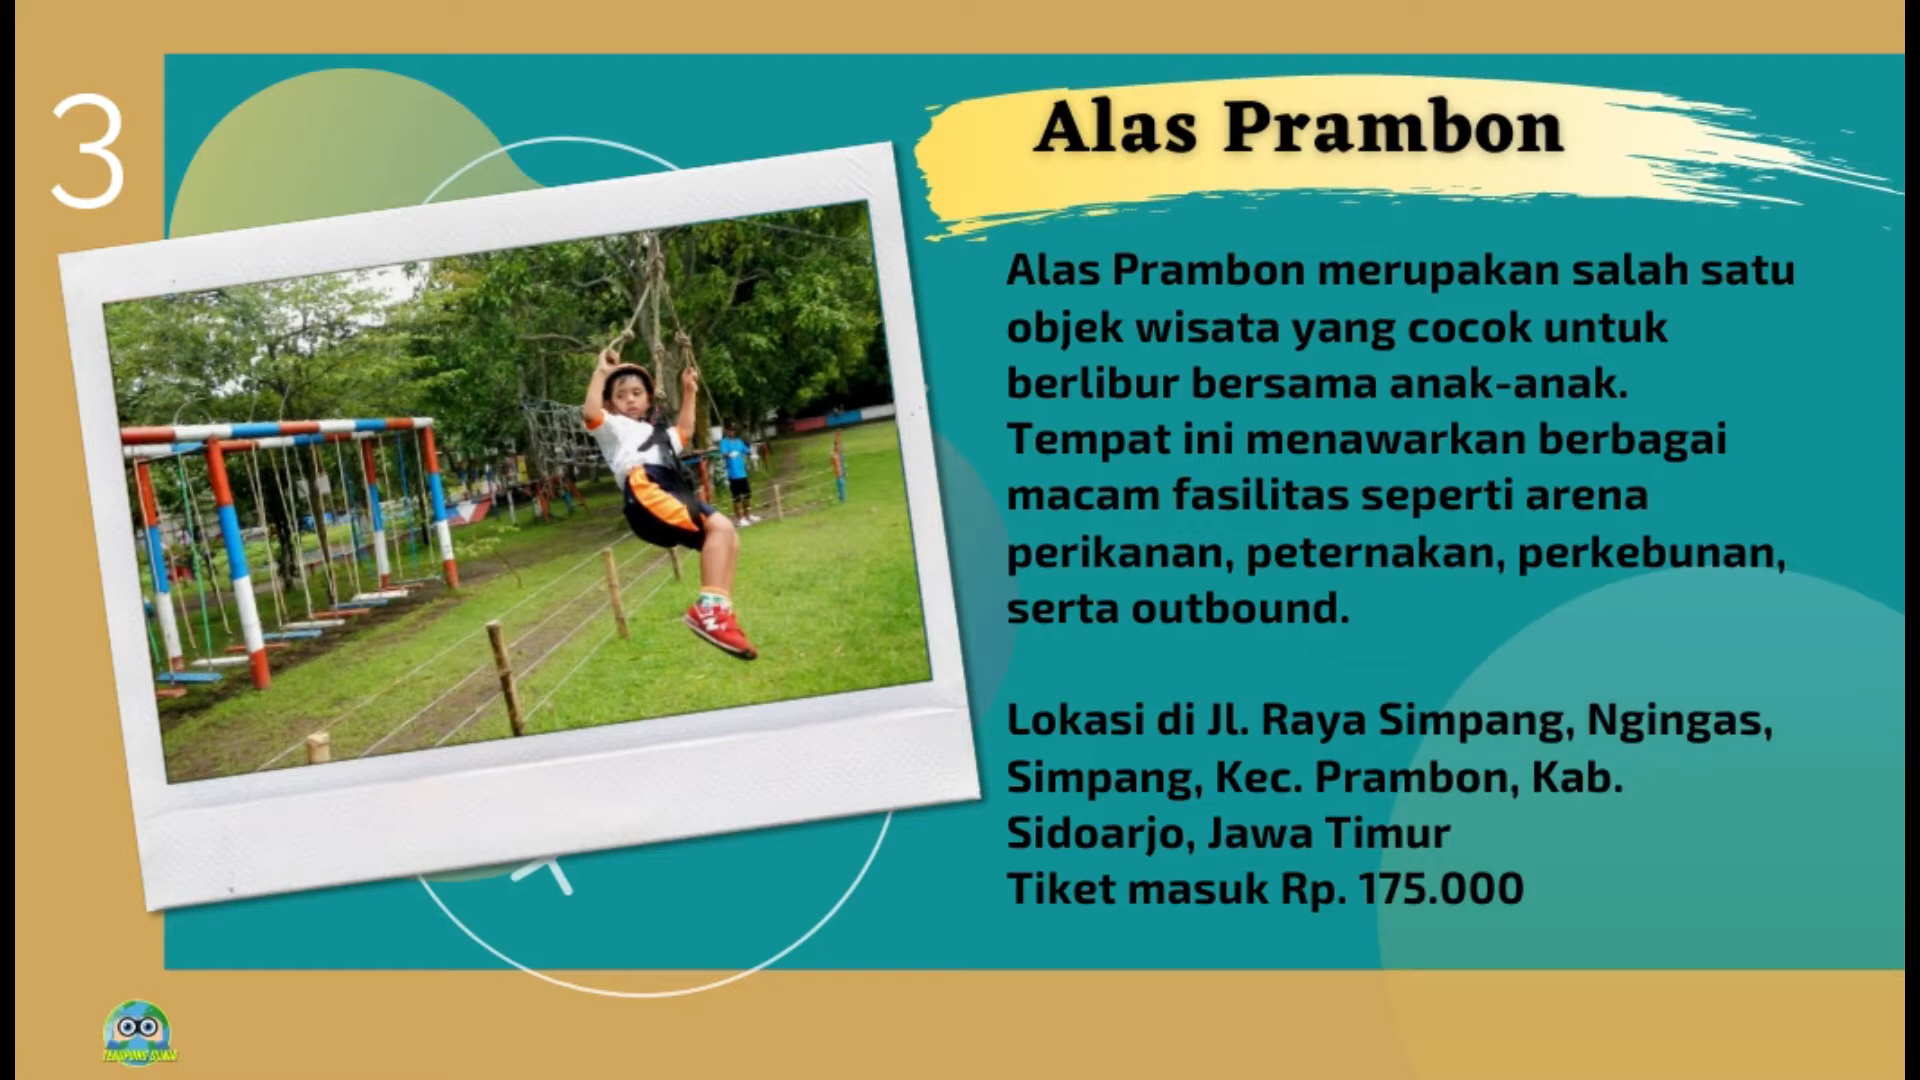 3
Alas Prambon
Alas Prambon merupakan salah satu
objek wisata yang cocok untuk
berlibur bersama anak-anak.
Tempat ini menawarkan berbagai
macam fasilitas seperti arena
perikanan, peternakan, perkebunan,
serta outbound.
Lokasi di Jl. Raya Simpang, Ngingas,
Simpang, Kec. Prambon, Kab.
Sidoarjo, Jawa Timur
Tiket masuk Rp. 175.000